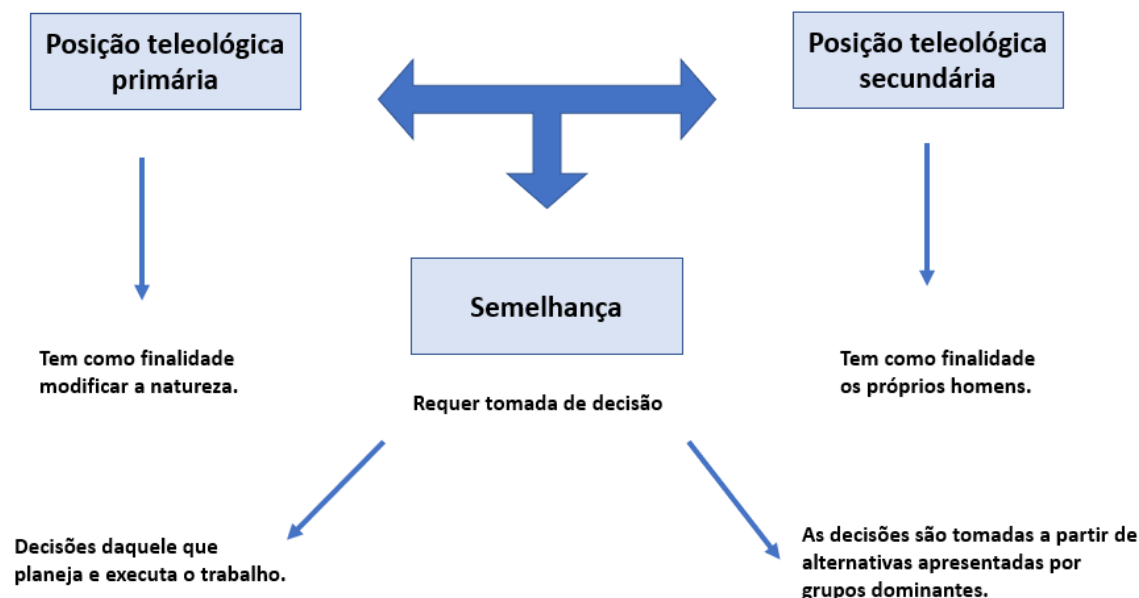 Posição teleológica
primária
Posição teleológica
secundária
Semelhança
Tem como finalidade
modificar a natureza.
Tem como finalidade
os próprios homens.
Requer tomada de decisão
Decisões daquele que
planeja e executa o trabalho.
As decisões são tomadas a partir de
alternativas apresentadas por
grupos dominantes.